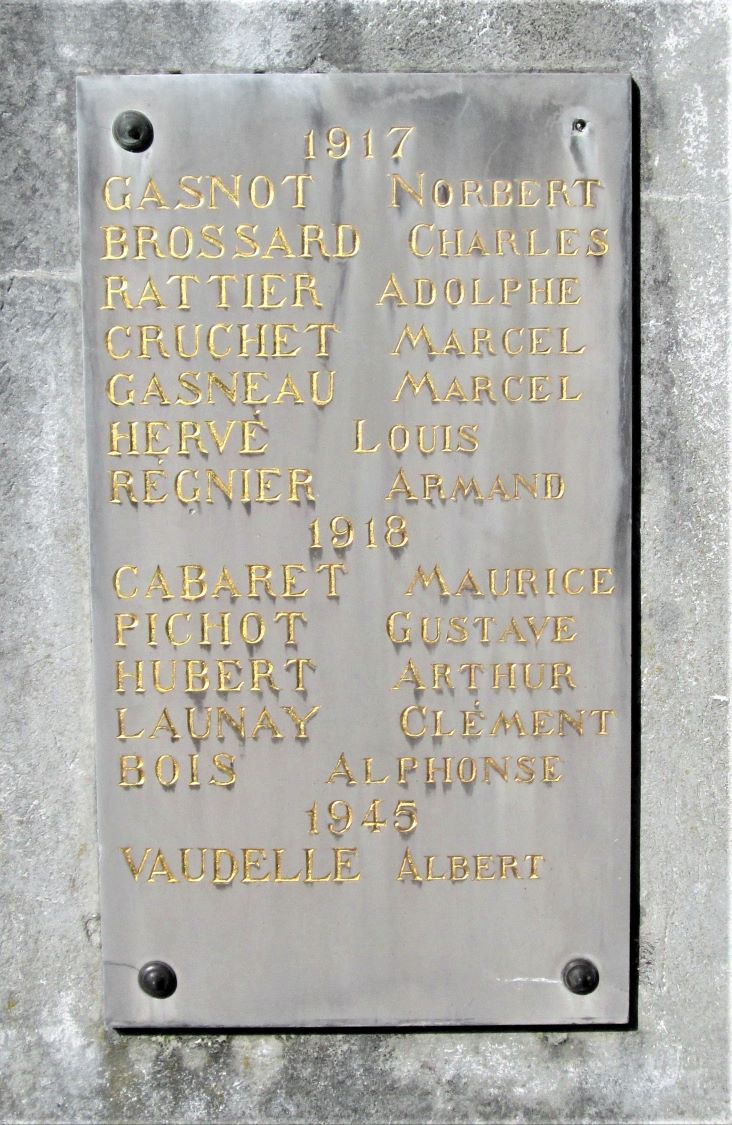 1917
GASNOT NORBERT
BROSSARD CHARLES
RATTIER ADOLPHE
CRUCHET MARCEL
GASNEAU MARCEL
HERVÉ LOUIS
RÉGNIER ARMAND
1918
CABARET MAURICE
PICHOT GUSTAVE
HUBERT ARTHUR
LAUNAY CLÉMENT
BOIS ALPHONSE
1945
VAUDELLE ALBERT